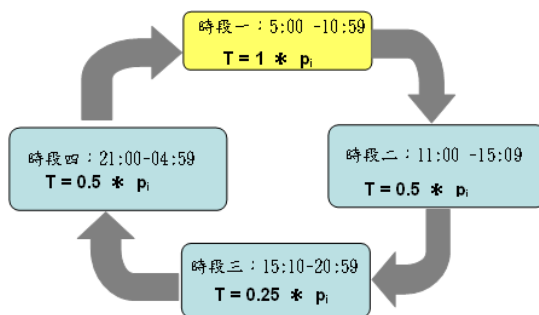 時段一：5:00 -10:59
T = 1 * pᵢ
時段二：11:00 -15:09
T = 0.5 * pᵢ
時段三：15:10-20:59
T = 0.25 * pᵢ
時段四：21:00-04:59
T = 0.5 * pᵢ